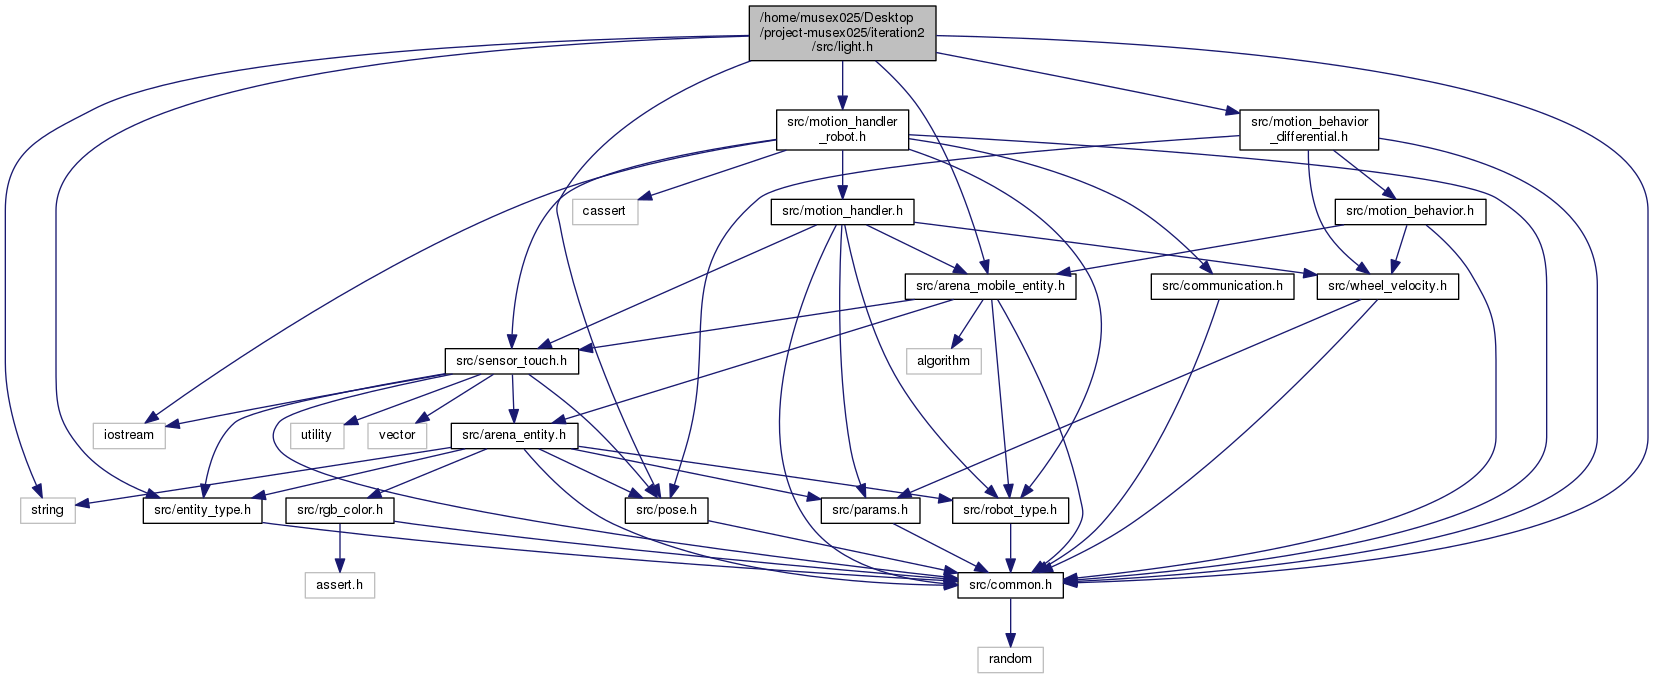 /home/musex025/Desktop
/project-musex025/iteration2
/src/light.h
src/motion_handler
_robot.h
src/motion_behavior
_differential.h
cassert
src/motion_handler.h
src/motion_behavior.h
src/arena_mobile_entity.h
src/communication.h
src/wheel_velocity.h
src/sensor_touch.h
algorithm
iostream
utility
vector
src/arena_entity.h
string
src/entity_type.h
src/rgb_color.h
src/pose.h
src/params.h
src/robot_type.h
assert.h
src/common.h
random